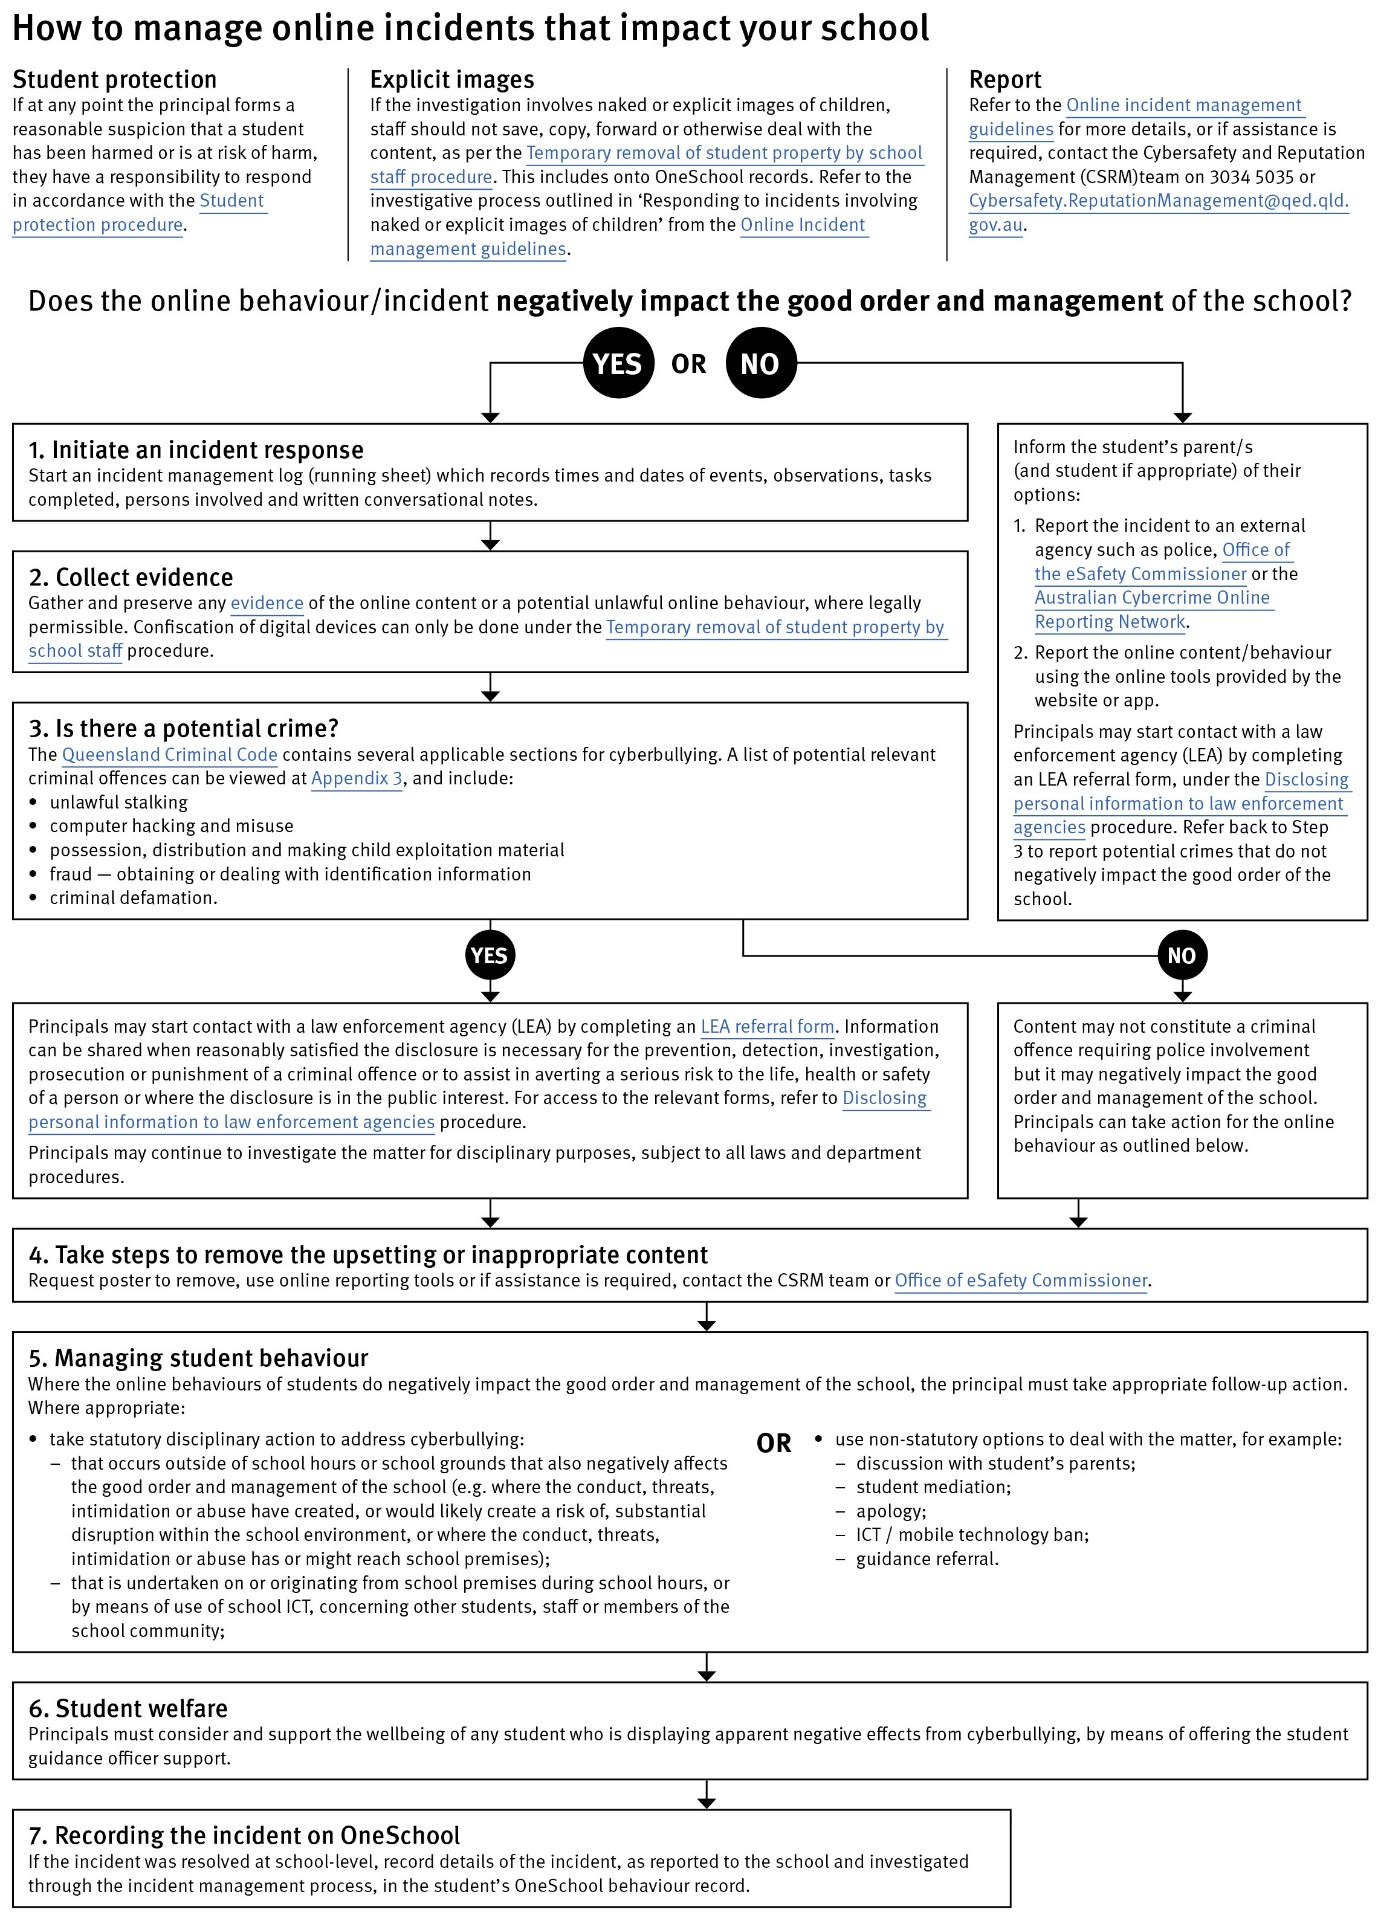 How to manage online incidents that impact your school
Student protection
If at any point the principal forms a
reasonable suspicion that a student
has been harmed or is at risk of harm,
they have a responsibility to respond
in accordance with the Student
protection procedure.
Explicit images
If the investigation involves naked or explicit images of children,
staff should not save, copy, forward or otherwise deal with the
content, as per the Temporary removal of student property by school
staff procedure. This includes onto OneSchool records. Refer to the
investigative process outlined in ‘Responding to incidents involving
naked or explicit images of children’ from the Online Incident
management guidelines.
Report
Refer to the Online incident management
guidelines for more details, or if assistance is
required, contact the Cybersafety and Reputation
Management (CSRM)team on 3034 5035 or
Cybersafety.ReputationManagement@qed.qld.
gov.au.
Does the online behaviour/incident negatively impact the good order and management of the school?
YES OR NO
1. Initiate an incident response
Start an incident management log (running sheet) which records times and dates of events, observations, tasks
completed, persons involved and written conversational notes.
2. Collect evidence
Gather and preserve any evidence of the online content or a potential unlawful online behaviour, where legally
permissible. Confiscation of digital devices can only be done under the Temporary removal of student property by
school staff procedure.
3. Is there a potential crime?
The Queensland Criminal Code contains several applicable sections for cyberbullying. A list of potential relevant
criminal offences can be viewed at Appendix 3, and include:
• unlawful stalking
• computer hacking and misuse
• possession, distribution and making child exploitation material
• fraud — obtaining or dealing with identification information
• criminal defamation.
Inform the student’s parent/s
(and student if appropriate) of their
options:
1. Report the incident to an external
agency such as police, Office of
the eSafety Commissioner or the
Australian Cybercrime Online
Reporting Network.
2. Report the online content/behaviour
using the online tools provided by the
website or app.
Principals may start contact with a law
enforcement agency (LEA) by completing
an LEA referral form, under the Disclosing
personal information to law enforcement
agencies procedure. Refer back to Step
3 to report potential crimes that do not
negatively impact the good order of the
school.
YES
NO
Principals may start contact with a law enforcement agency (LEA) by completing an LEA referral form. Information
can be shared when reasonably satisfied the disclosure is necessary for the prevention, detection, investigation,
prosecution or punishment of a criminal offence or to assist in averting a serious risk to the life, health or safety
of a person or where the disclosure is in the public interest. For access to the relevant forms, refer to Disclosing
personal information to law enforcement agencies procedure.
Principals may continue to investigate the matter for disciplinary purposes, subject to all laws and department
procedures.
Content may not constitute a criminal
offence requiring police involvement
but it may negatively impact the good
order and management of the school.
Principals can take action for the online
behaviour as outlined below.
4. Take steps to remove the upsetting or inappropriate content
Request poster to remove, use online reporting tools or if assistance is required, contact the CSRM team or Office of eSafety Commissioner.
5. Managing student behaviour
Where the online behaviours of students do negatively impact the good order and management of the school, the principal must take appropriate follow-up action.
Where appropriate:
• take statutory disciplinary action to address cyberbullying:
– that occurs outside of school hours or school grounds that also negatively affects
the good order and management of the school (e.g. where the conduct, threats,
intimidation or abuse have created, or would likely create a risk of, substantial
disruption within the school environment, or where the conduct, threats,
intimidation or abuse has or might reach school premises);
– that is undertaken on or originating from school premises during school hours, or
by means of use of school ICT, concerning other students, staff or members of the
school community;
OR
• use non-statutory options to deal with the matter, for example:
– discussion with student’s parents;
– student mediation;
– apology;
– ICT / mobile technology ban;
– guidance referral.
6. Student welfare
Principals must consider and support the wellbeing of any student who is displaying apparent negative effects from cyberbullying, by means of offering the student
guidance officer support.
7. Recording the incident on OneSchool
If the incident was resolved at school-level, record details of the incident, as reported to the school and investigated
through the incident management process, in the student’s OneSchool behaviour record.